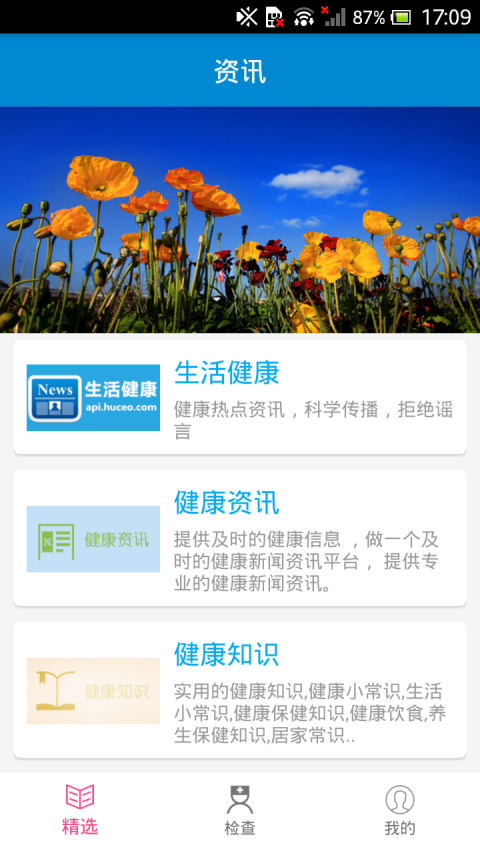 87% 17:09
资讯
News 生活健康
api.huceo.com
生活健康
健康热点资讯，科学传播，拒绝谣
言
健康资讯
健康资讯
提供及时的健康信息 ，做一个及
时的健康新闻资讯平台 ，提供专
业的健康新闻资讯。
健康知识
健康知识
实用的健康知识,健康小常识,生活
小常识,健康保健知识,健康饮食,养
生保健知识,居家常识..
精选 检查 我的